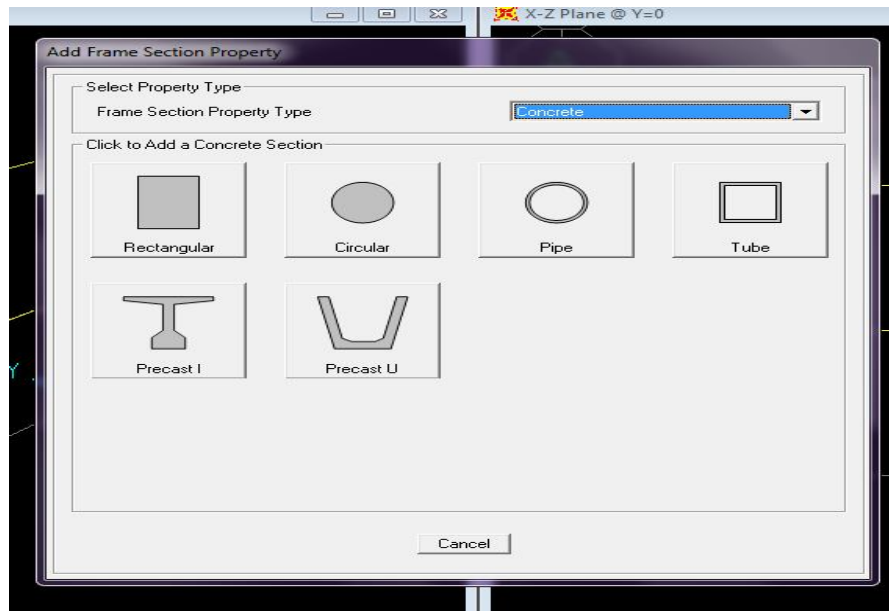 X-Z Plane @ Y=0
Add Frame Section Property
Select Property Type
Frame Section Property Type
Concrete
Click to Add a Concrete Section
Rectangular
Circular
Pipe
Tube
Precast I
Precast U
Y
Cancel